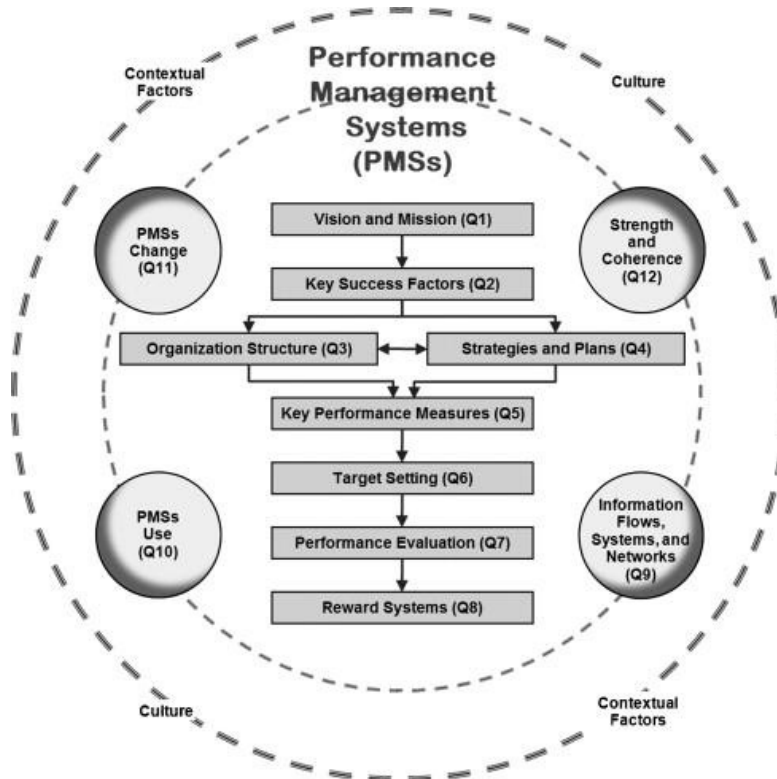 Performance
Management
Systems
(PMSs)
Contextual
Factors
Culture
PMSs
Change
(Q11)
Vision and Mission (Q1)
Strength
and
Coherence
(Q12)
Key Success Factors (Q2)
Organization Structure (Q3)
Strategies and Plans (Q4)
Key Performance Measures (Q5)
Target Setting (Q6)
PMSs
Use
(Q10)
Information
Flows,
Systems, and
Networks
(Q9)
Performance Evaluation (Q7)
Reward Systems (Q8)
Culture
Contextual
Factors